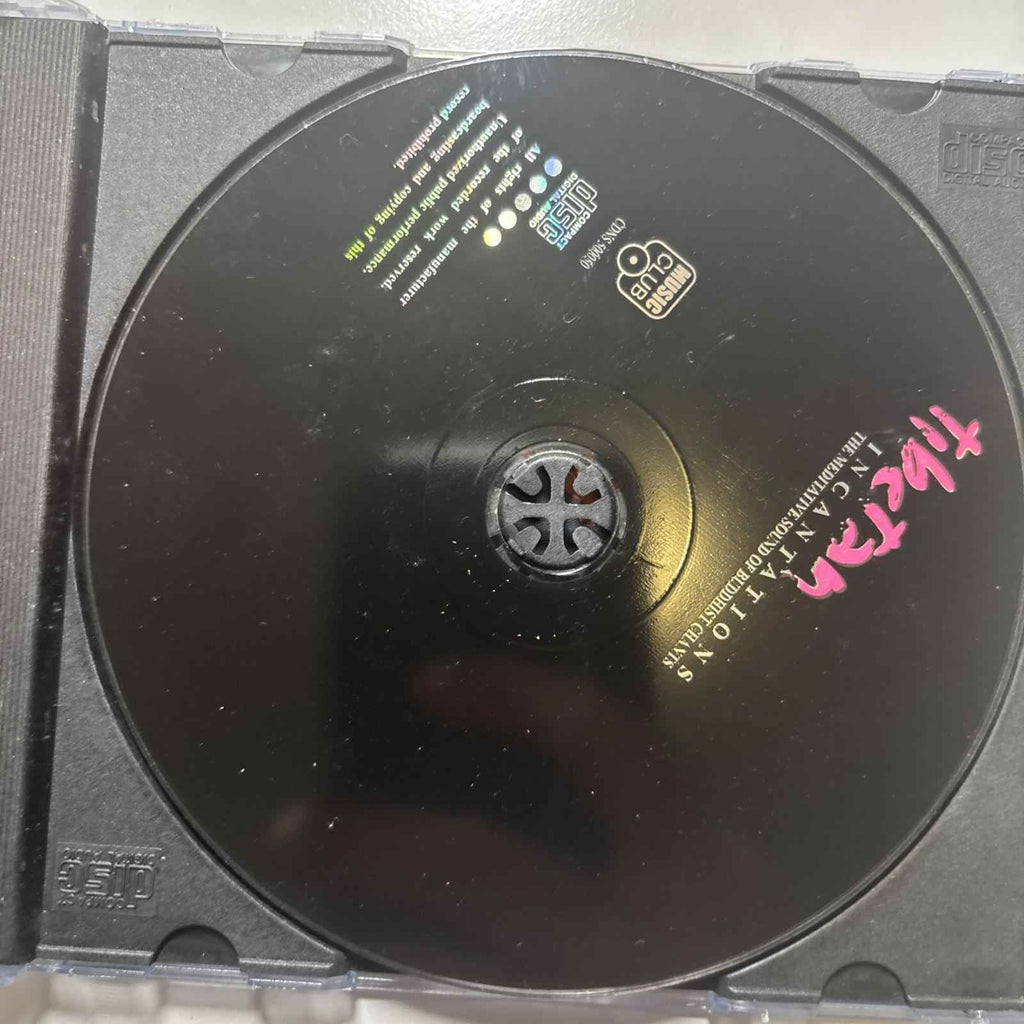 tibetan
INCANTATIONS
THE MEDITATIVE SOUND OF BUDDHIST CHANTS
MUSIC
CLUB
CDNS 50050
COMPACT
disc
DIGITAL AUDIO
All rights of the manufacturer
of the recorded work reserved.
Unauthorized public performance,
boardcasting and copying of this
record prohibited.
COMPACT
disc
DIGITAL AUDIO
COMPACT
disc
DIGITAL AUDIO